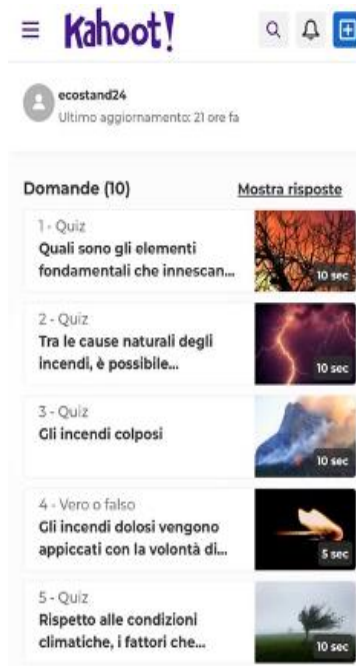 Kahoot!
ecostand24
Ultimo aggiornamento: 21 ore fa
Domande (10)
Mostra risposte
1 - Quiz
Quali sono gli elementi
fondamentali che innescan...
10 sec
2 - Quiz
Tra le cause naturali degli
incendi, è possibile...
10 sec
3 - Quiz
Gli incendi colposi
10 sec
4 - Vero o falso
Gli incendi dolosi vengono
appiccati con la volontà di...
5 sec
5 - Quiz
Rispetto alle condizioni
climatiche, i fattori che...
10 sec